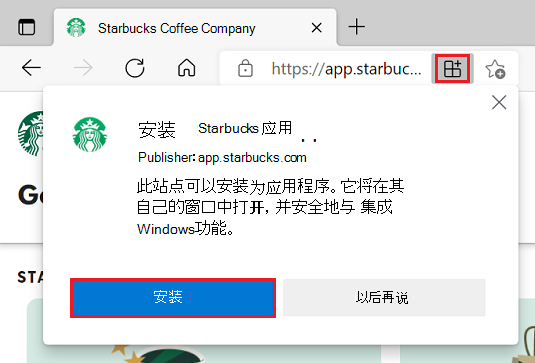 Starbucks Coffee Company
https://app.starbuc...
安装 Starbucks 应用
Publisher: app.starbucks.com
此站点可以安装为应用程序。它将在其
自己的窗口中打开, 并安全地与 集成
Windows功能。
Go
STA
安装
以后再说